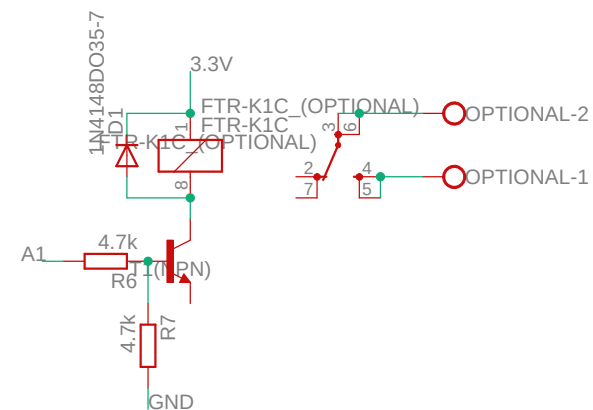 1N4148DO35-7
D1
3.3V
FTR-K1C_(OPTIONAL)
FTR-K1C
FTR-K1C_(OPTIONAL)
1
8
3
6
2
7
4
5
OPTIONAL-2
OPTIONAL-1
A1
4.7k
R6
T1(NPN)
4.7k
R7
GND